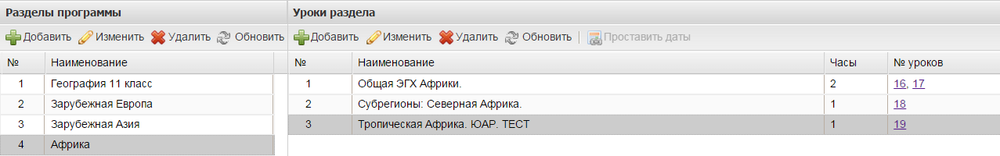 Разделы программы
Добавить Изменить Удалить Обновить
№ Наименование
1 География 11 класс
2 Зарубежная Европа
3 Зарубежная Азия
4 Африка
Уроки раздела
Добавить Изменить Удалить Обновить Проставить даты
№ Наименование Часы № уроков
1 Общая ЭГХ Африки. 2 16, 17
2 Субрегионы: Северная Африка. 1 18
3 Тропическая Африка. ЮАР. ТЕСТ 1 19